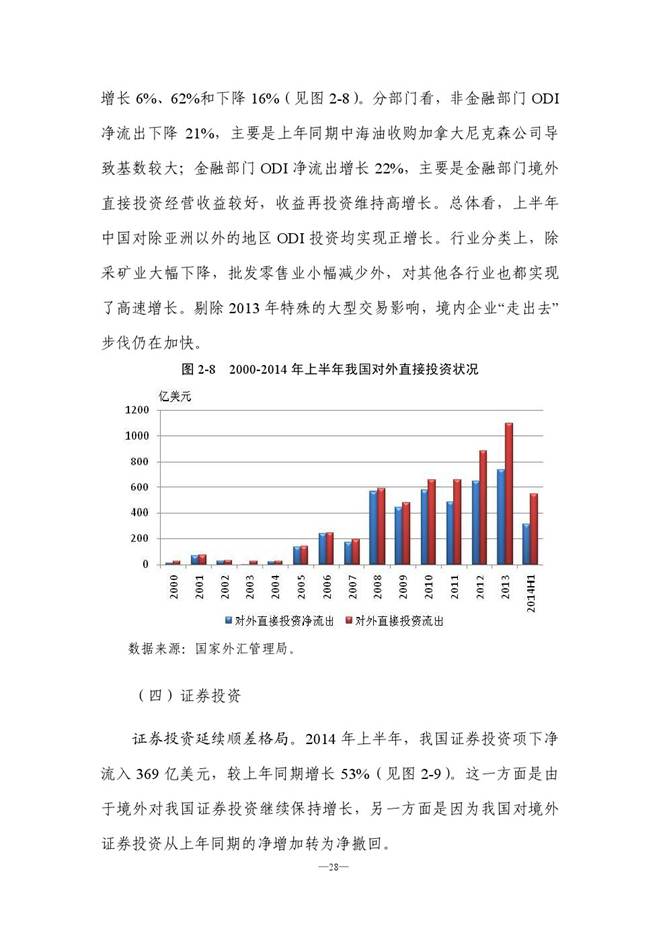 增长 6%、62%和下降 16%（见图 2-8）。分部门看，非金融部门 ODI
净流出下降 21%，主要是上年同期中海油收购加拿大尼克森公司导
致基数较大；金融部门 ODI 净流出增长 22%，主要是金融部门境外
直接投资经营收益较好，收益再投资维持高增长。总体看，上半年
中国对除亚洲以外的地区 ODI 投资均实现正增长。行业分类上，除
采矿业大幅下降，批发零售业小幅减少外，对其他各行业也都实现
了高速增长。剔除 2013 年特殊的大型交易影响，境内企业“走出去”
步伐仍在加快。
图 2-8 2000-2014 年上半年我国对外直接投资状况
亿美元
1200
1000
800
600
400
200
0
2000 2001 2002 2003 2004 2005 2006 2007 2008 2009 2010 2011 2012 2013 2014H1
对外直接投资净流出 对外直接投资流出
数据来源：国家外汇管理局。
（四）证券投资
证券投资延续顺差格局。2014 年上半年，我国证券投资项下净
流入 369 亿美元，较上年同期增长 53%（见图 2-9）。这一方面是由
于境外对我国证券投资继续保持增长，另一方面是因为我国对境外
证券投资从上年同期的净增加转为净撤回。
—28—